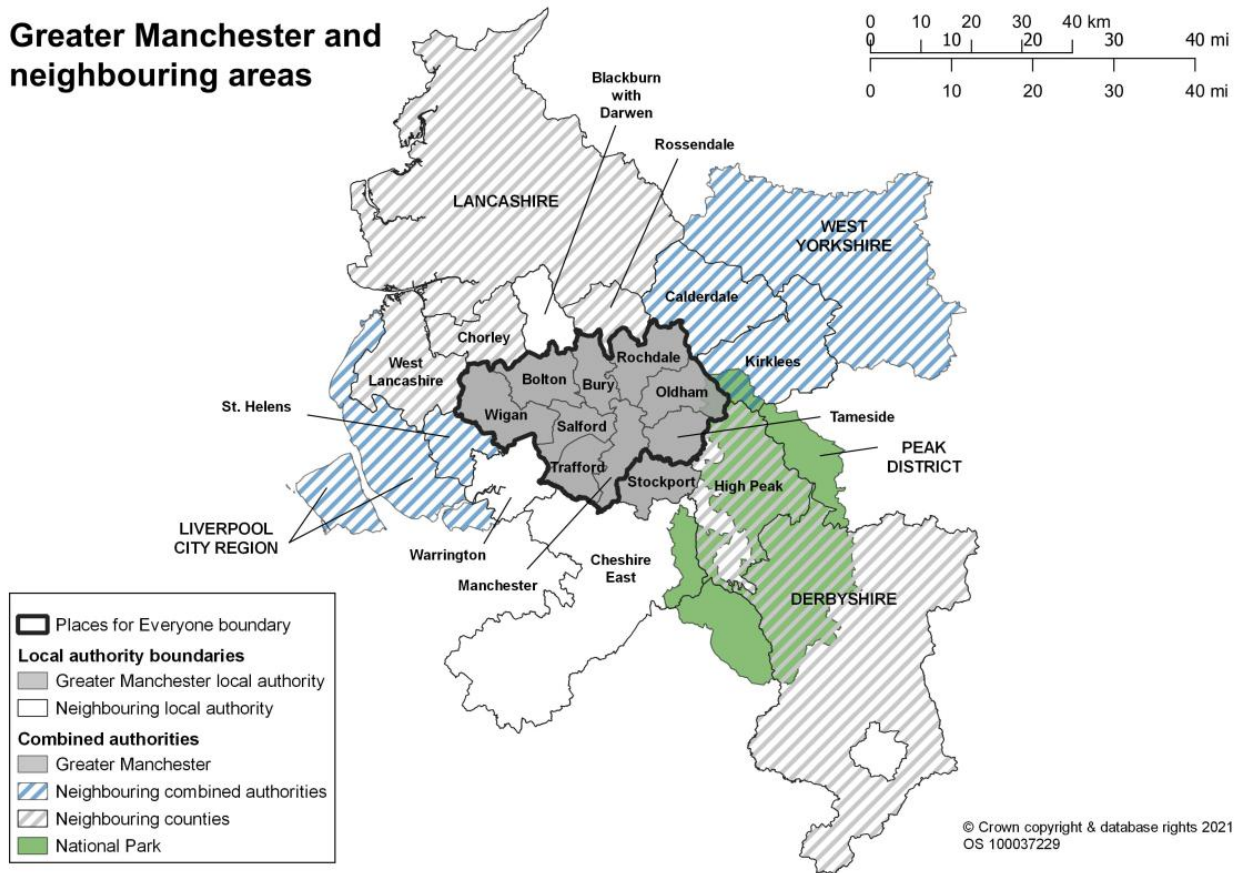 Greater Manchester and
neighbouring areas
0 10 20 30 40 km
0 10 20 30 40 mi
0 10 20 30 40 mi
Blackburn
with
Darwen
Rossendale
LANCASHIRE
WEST
YORKSHIRE
Calderdale
Chorley
Kirklees
West
Lancashire
Rochdale
Bolton
Bury
Oldham
St. Helens
Wigan
Salford
Tameside
Trafford
Stockport
High Peak
PEAK
DISTRICT
LIVERPOOL
CITY REGION
Warrington
Manchester
Cheshire
East
DERBYSHIRE
Places for Everyone boundary
Local authority boundaries
Greater Manchester local authority
Neighbouring local authority
Combined authorities
Greater Manchester
Neighbouring combined authorities
Neighbouring counties
National Park
© Crown copyright & database rights 2021
OS 100037229